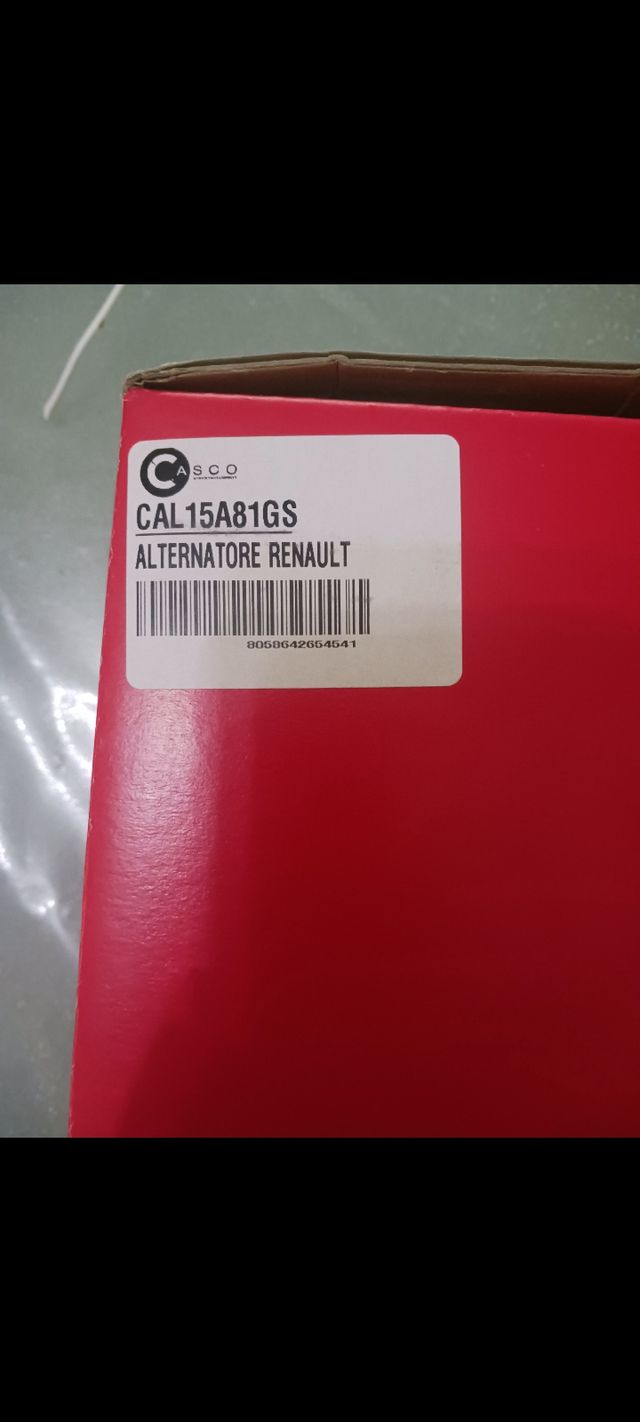 CASCO
CAL15A81GS
ALTERNATORE RENAULT
8058642654541